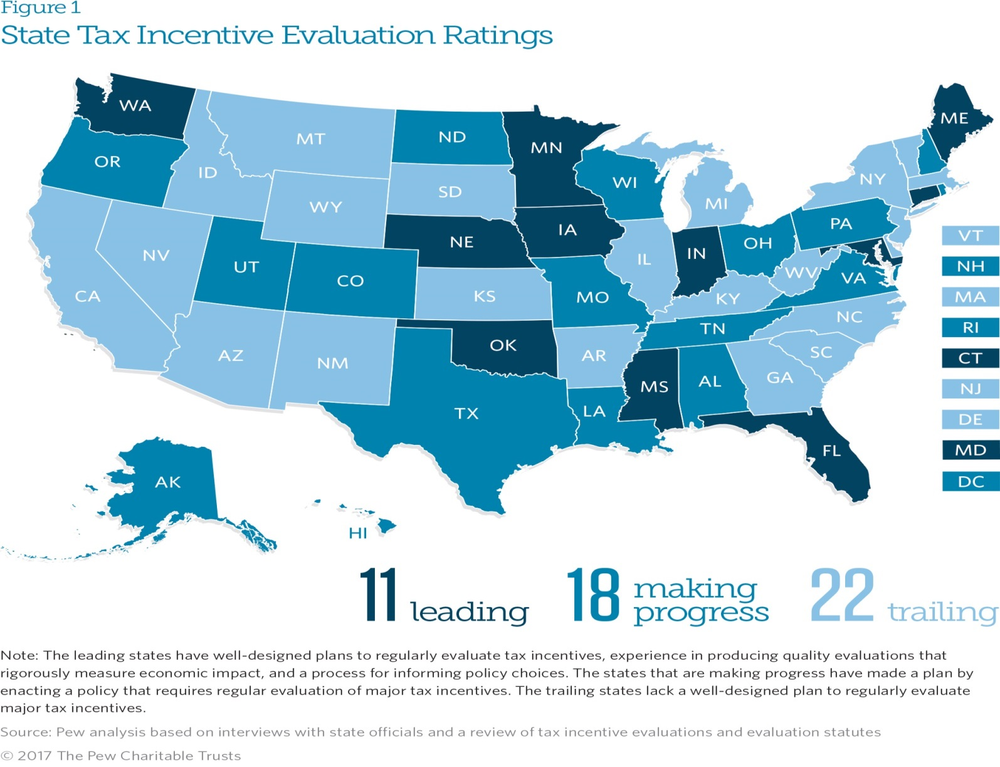 Figure 1
State Tax Incentive Evaluation Ratings
WA
OR
MT
ID
ND
MN
ME
WI
SD
WY
NY
MI
NE
IA
PA
VT
NV
UT
CO
IL
IN
OH
NH
CA
KS
MO
WV
VA
KY
MA
NC
TN
RI
AZ
NM
OK
AR
SC
CT
MS
AL
GA
NJ
TX
LA
DE
FL
MD
AK
DC
HI
11 leading
18 making progress
22 trailing
Note: The leading states have well-designed plans to regularly evaluate tax incentives, experience in producing quality evaluations that
rigorously measure economic impact, and a process for informing policy choices. The states that are making progress have made a plan by
enacting a policy that requires regular evaluation of major tax incentives. The trailing states lack a well-designed plan to regularly evaluate
major tax incentives.
Source: Pew analysis based on interviews with state officials and a review of tax incentive evaluations and evaluation statutes
© 2017 The Pew Charitable Trusts